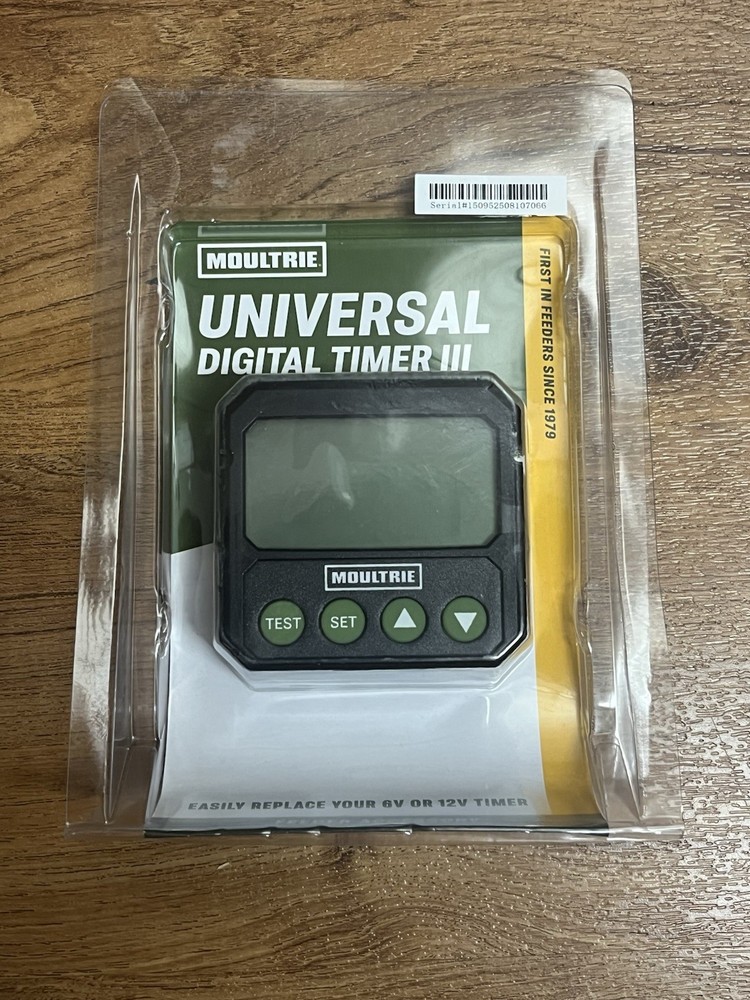 Serial#150952508107066
MOULTRIE
UNIVERSAL
DIGITAL TIMER III
FIRST IN FEEDERS SINCE 1979
MOULTRIE
TEST SET
EASILY REPLACE YOUR 6V OR 12V TIMER